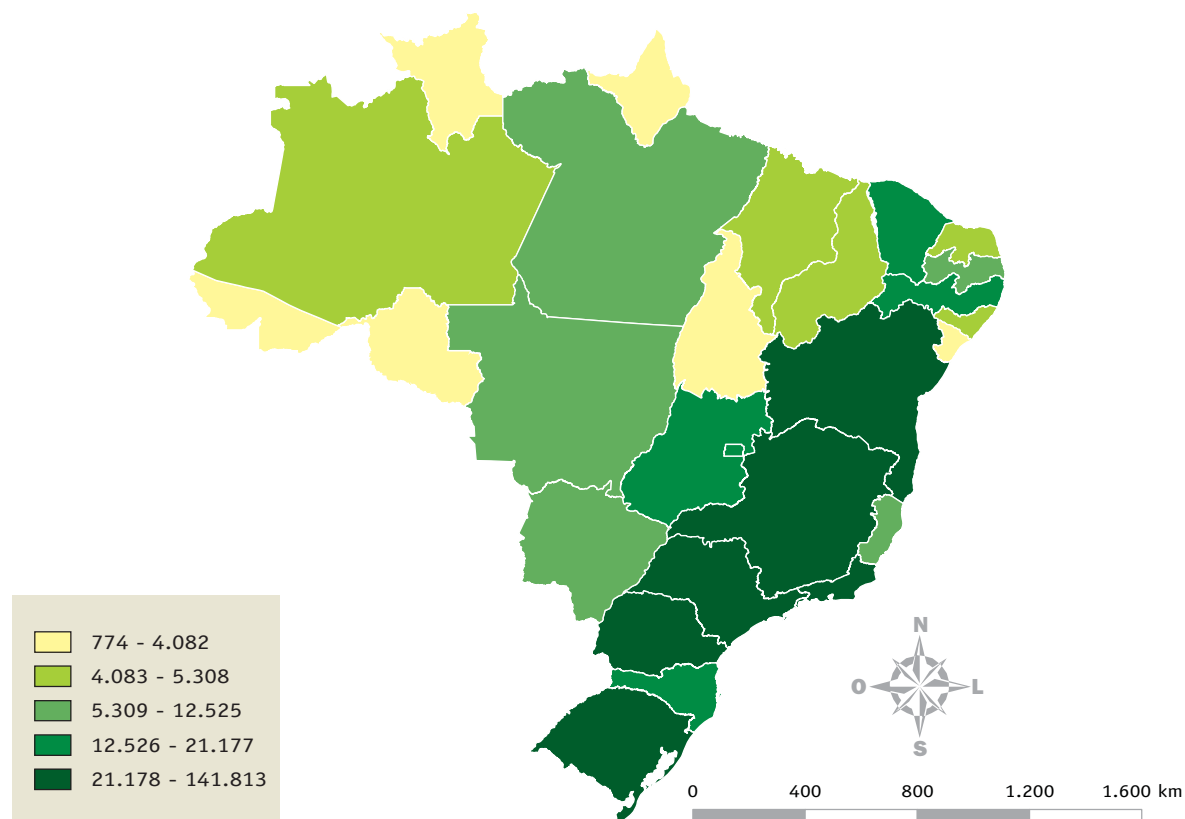 774 - 4.082
4.083 - 5.308
5.309 - 12.525
12.526 - 21.177
21.178 - 141.813
N
O L
S
0 400 800 1.200 1.600 km